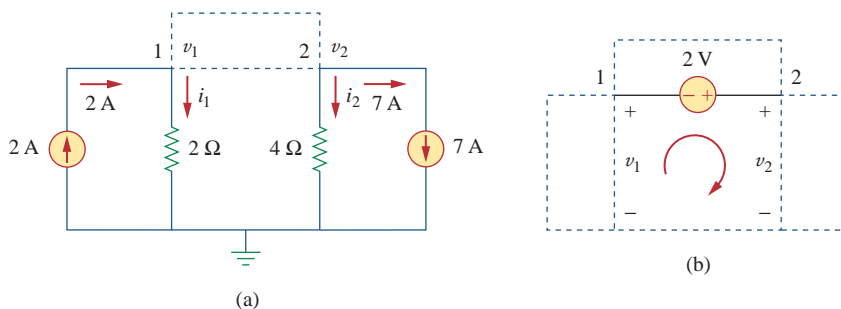 1 v₁ 2 v₂
2 A i₁ i₂ 7 A
2 A 2 Ω 4 Ω 7 A
(a)
2 V
1 − + 2
+ +
v₁ v₂
− −
(b)